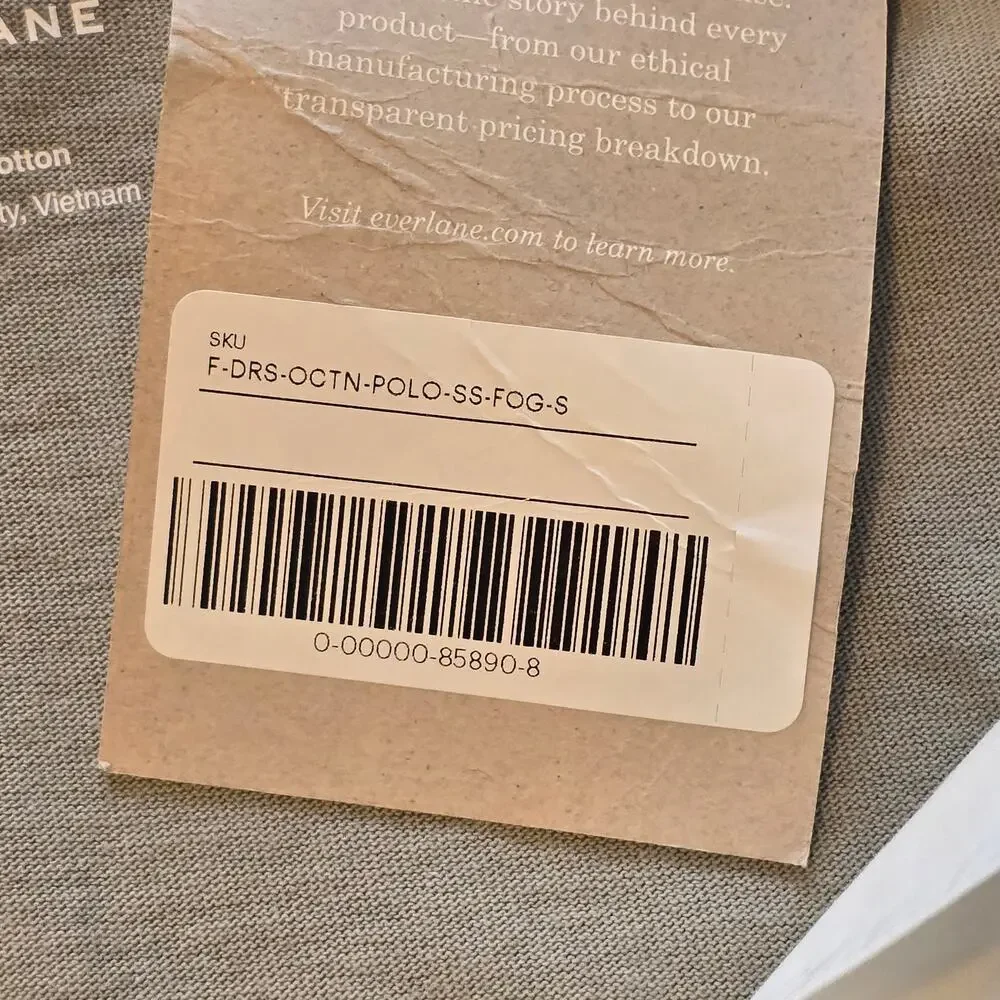 ANE
otton
ty, Vietnam
story behind every
product—from our ethical
manufacturing process to our
transparent pricing breakdown.
Visit everlane.com to learn more.
SKU
F-DRS-OCTN-POLO-SS-FOG-S
0-00000-85890-8